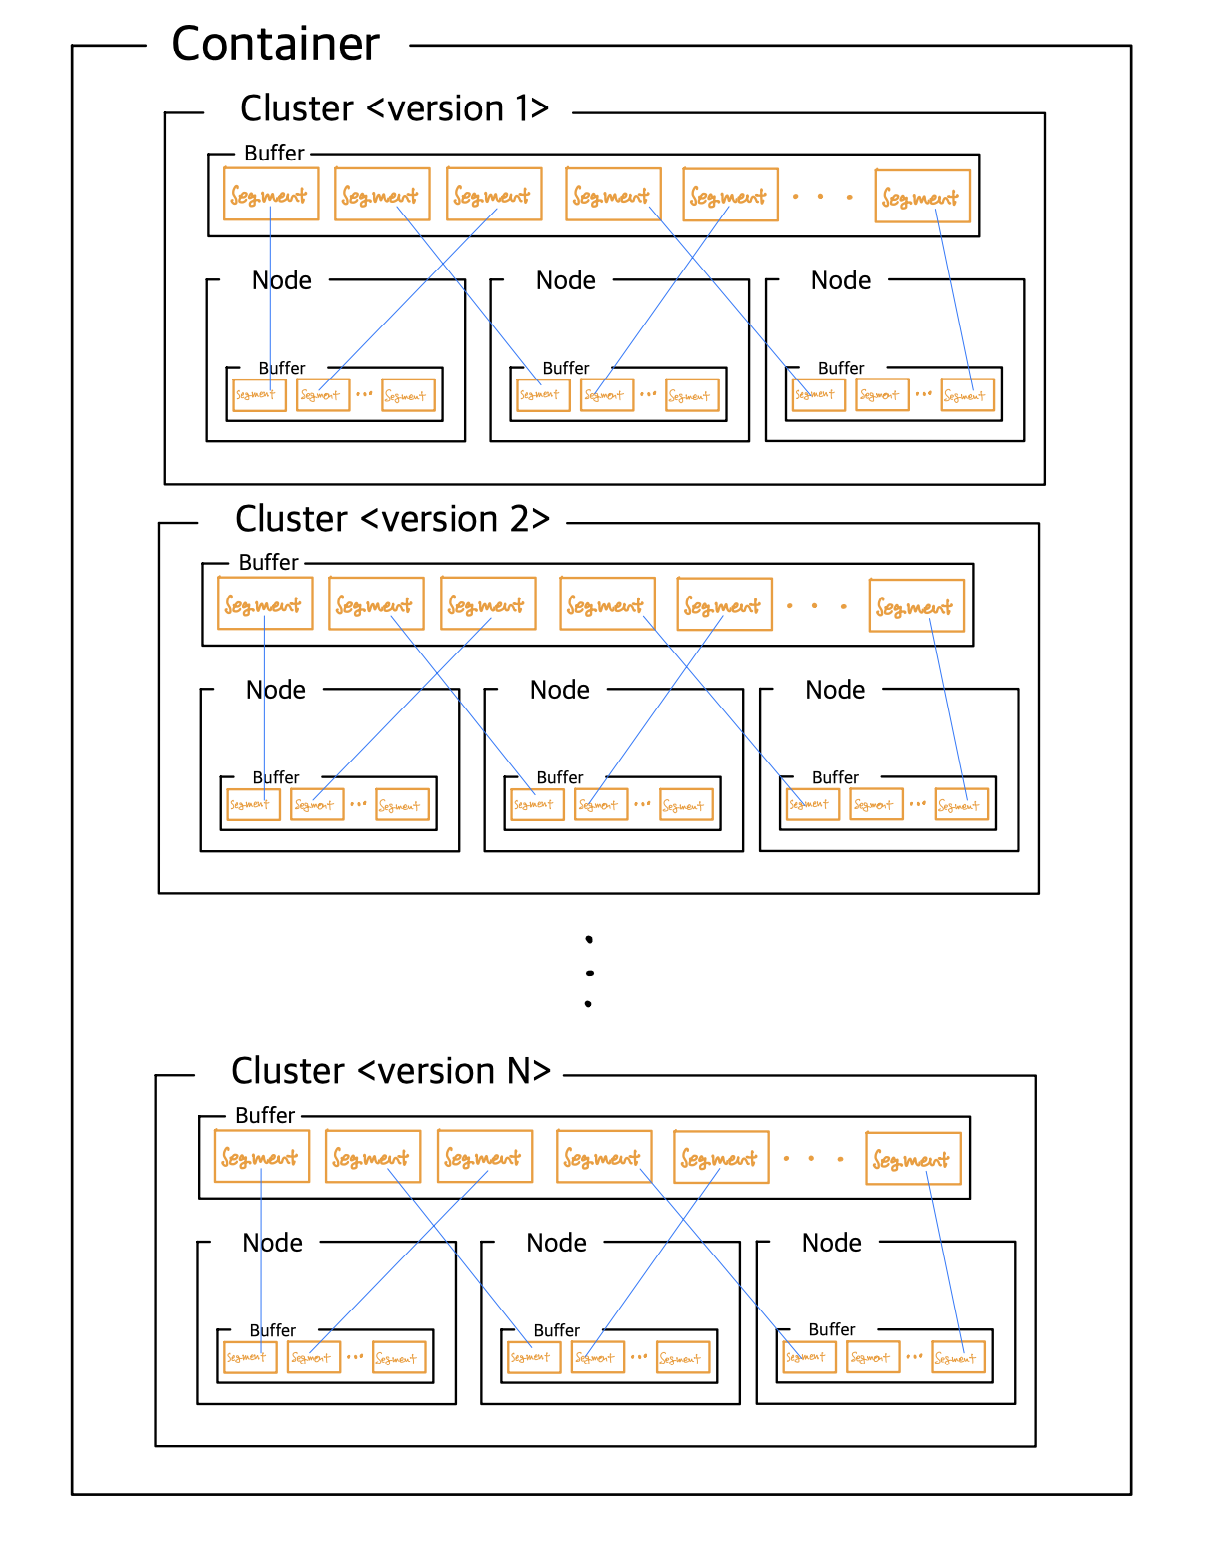 Container
Cluster <version 1>
Buffer
Segment Segment Segment Segment Segment . . . Segment
Node Node Node
Buffer Buffer Buffer
Segment Segment ... Segment Segment Segment ... Segment Segment Segment ... Segment
Cluster <version 2>
Buffer
Segment Segment Segment Segment Segment . . . Segment
Node Node Node
Buffer Buffer Buffer
Segment Segment ... Segment Segment Segment ... Segment Segment Segment ... Segment
.
.
.
Cluster <version N>
Buffer
Segment Segment Segment Segment Segment . . . Segment
Node Node Node
Buffer Buffer Buffer
Segment Segment ... Segment Segment Segment ... Segment Segment Segment ... Segment